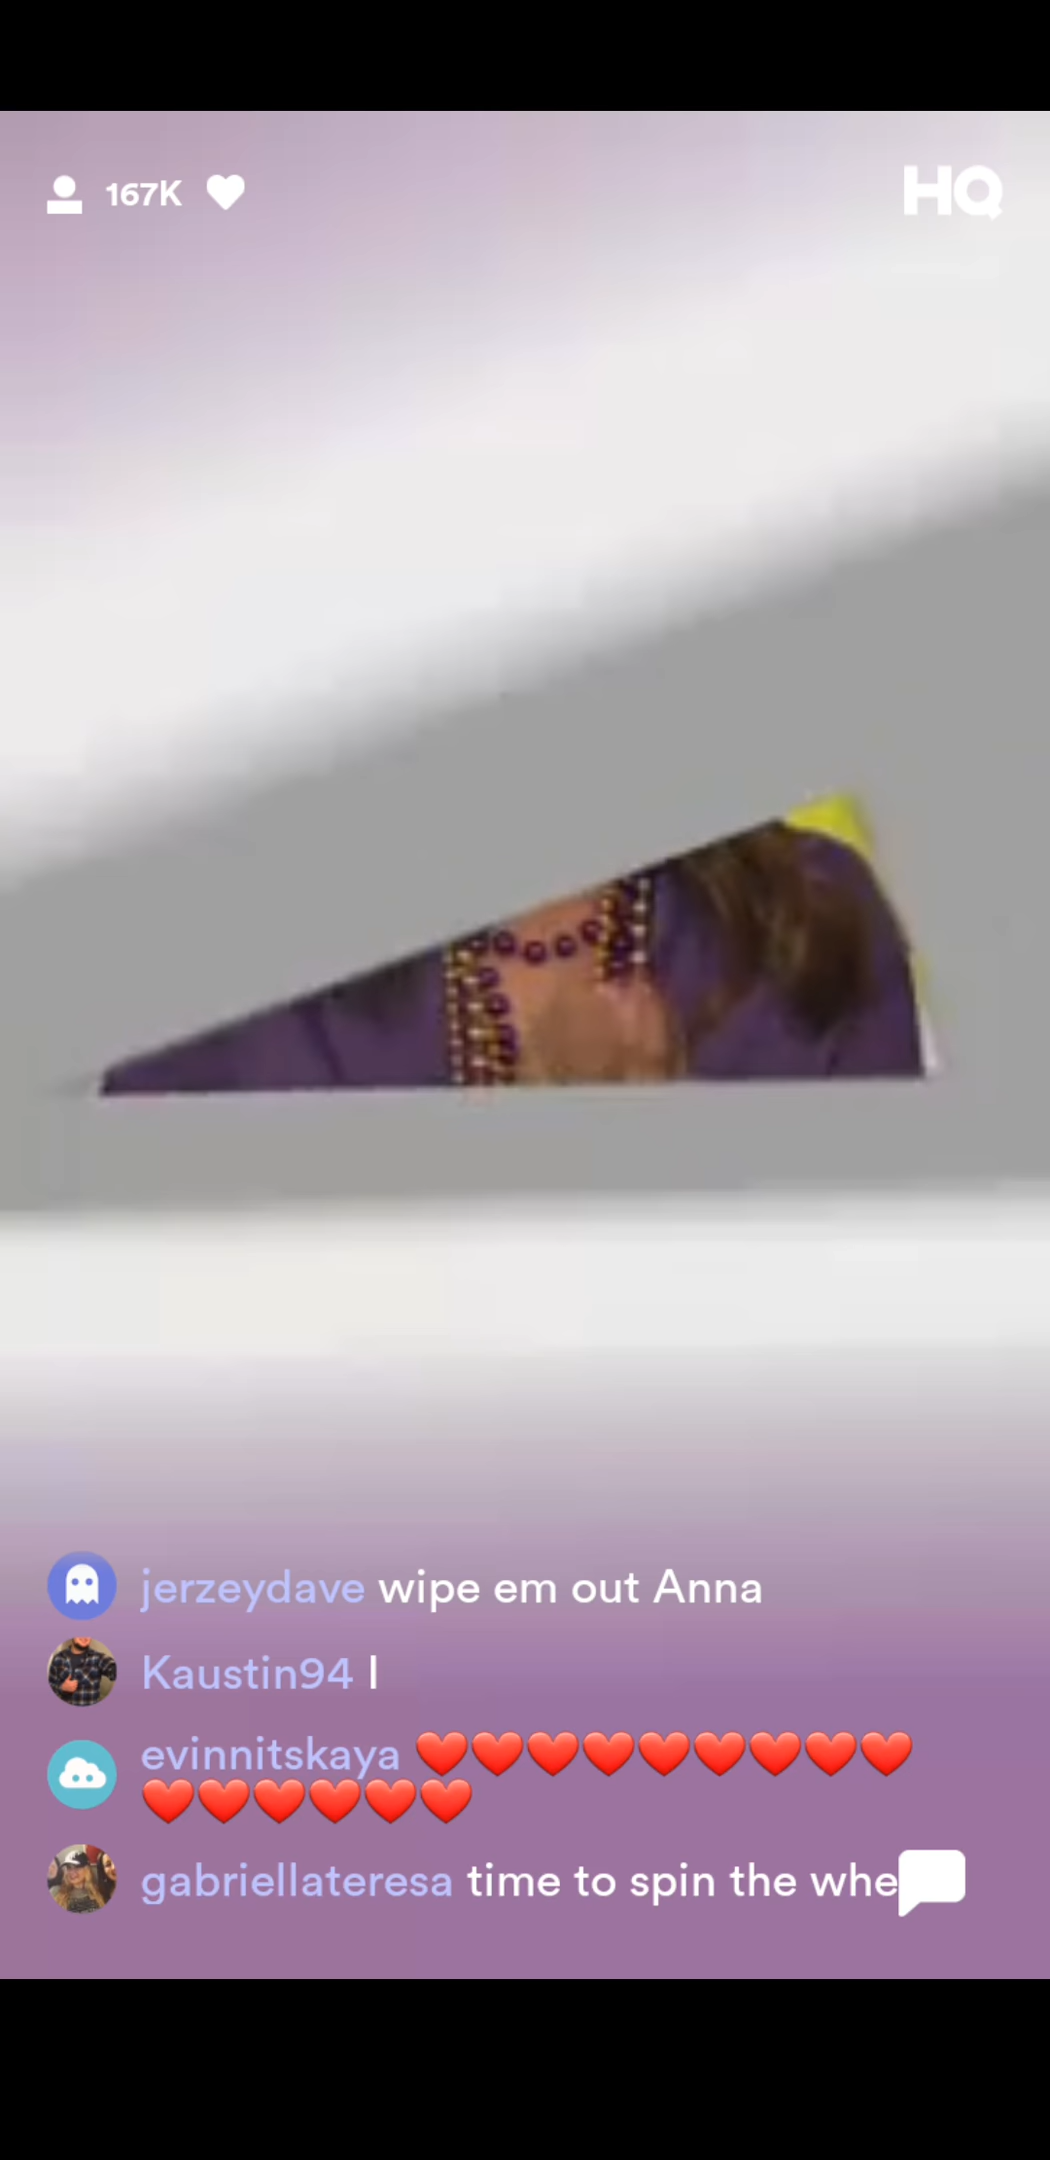 167K
HQ
jerzeydave wipe em out Anna
Kaustin94 I
evinnitskaya ❤️❤️❤️❤️❤️❤️❤️❤️❤️
❤️❤️❤️❤️❤️❤️
gabriellateresa time to spin the whe